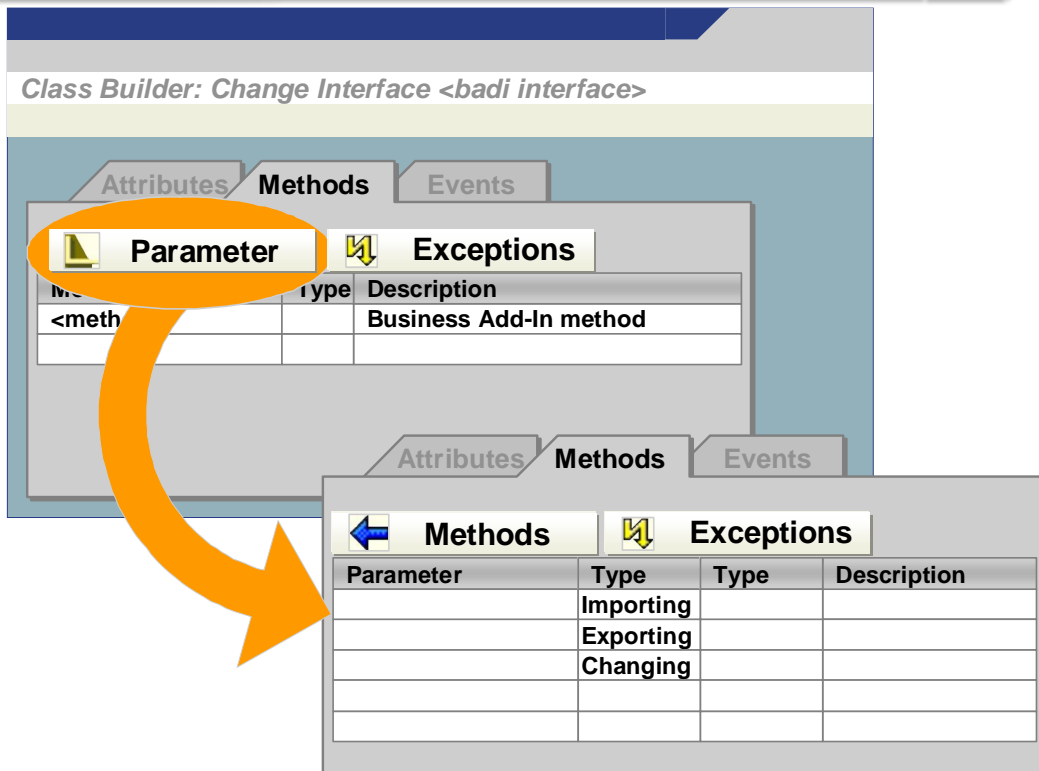 Class Builder: Change Interface <badi interface>
Attributes Methods Events
Parameter Exceptions
Type Description
<meth Business Add-In method
Attributes Methods Events
Methods Exceptions
Parameter Type Type Description
Importing
Exporting
Changing